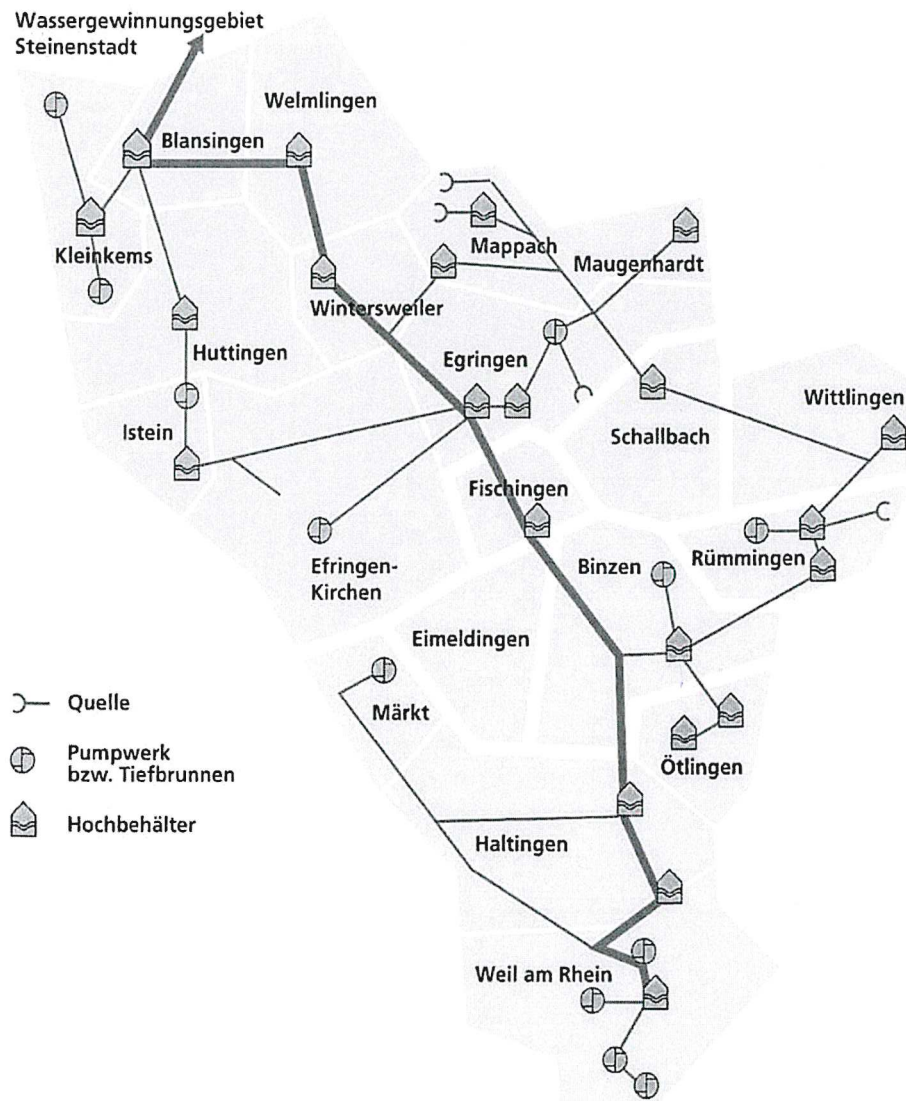 Wassergewinnungsgebiet
Steinenstadt
Welmlingen
Blansingen
Kleinkems
Mappach
Maugenhardt
Wintersweiler
Huttingen
Egringen
Wittlingen
Istein
Schallbach
Fischingen
Efringen-
Kirchen
Binzen
Rümmingen
Eimeldingen
Märkt
Quelle
Pumpwerk
bzw. Tiefbrunnen
Hochbehälter
Ötlingen
Haltingen
Weil am Rhein